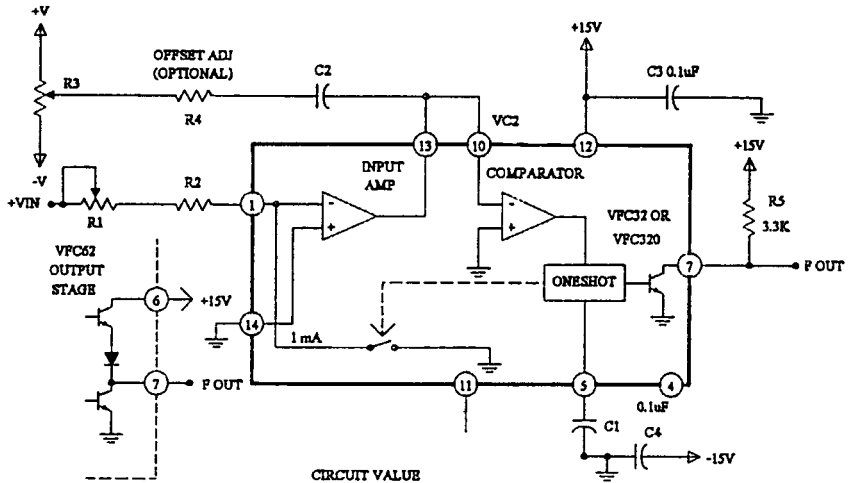 +V
+15V
OFFSET ADJ
(OPTIONAL)
C2
C3 0.1uF
R3
R4
VC2
+15V
-V
13
10
12
INPUT
AMP
COMPARATOR
+VIN
R1
R2
1
-
+
-
+
VFC32 OR
VFC320
R5
3.3K
VFC62
OUTPUT
STAGE
6
+15V
ONESHOT
7
F OUT
14
1 mA
7
F OUT
11
5
4
0.1uF
C1
C4
-15V
CIRCUIT VALUE